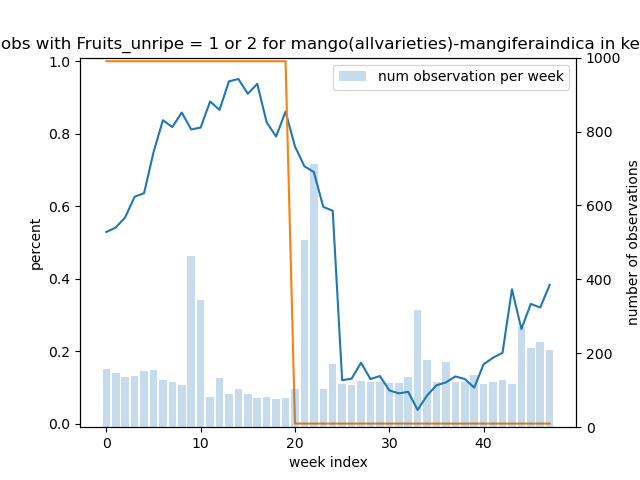 obs with Fruits_unripe = 1 or 2 for mango(allvarieties)-mangiferaindica in ke
num observation per week
1.0
0.8
0.6
0.4
0.2
0.0
percent
1000
800
600
400
200
0
number of observations
0 10 20 30 40
week index